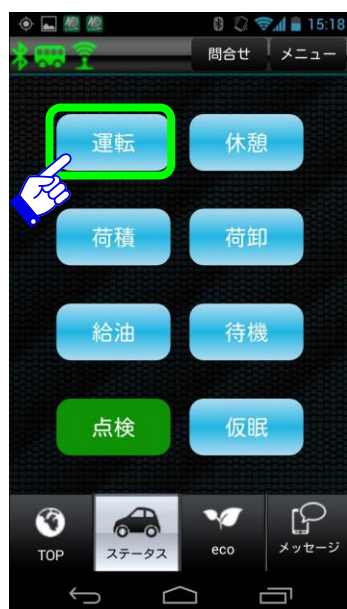 15:18
問合せ メニュー
運転 休憩
荷積 荷卸
給油 待機
点検 仮眠
TOP ステータス eco メッセージ